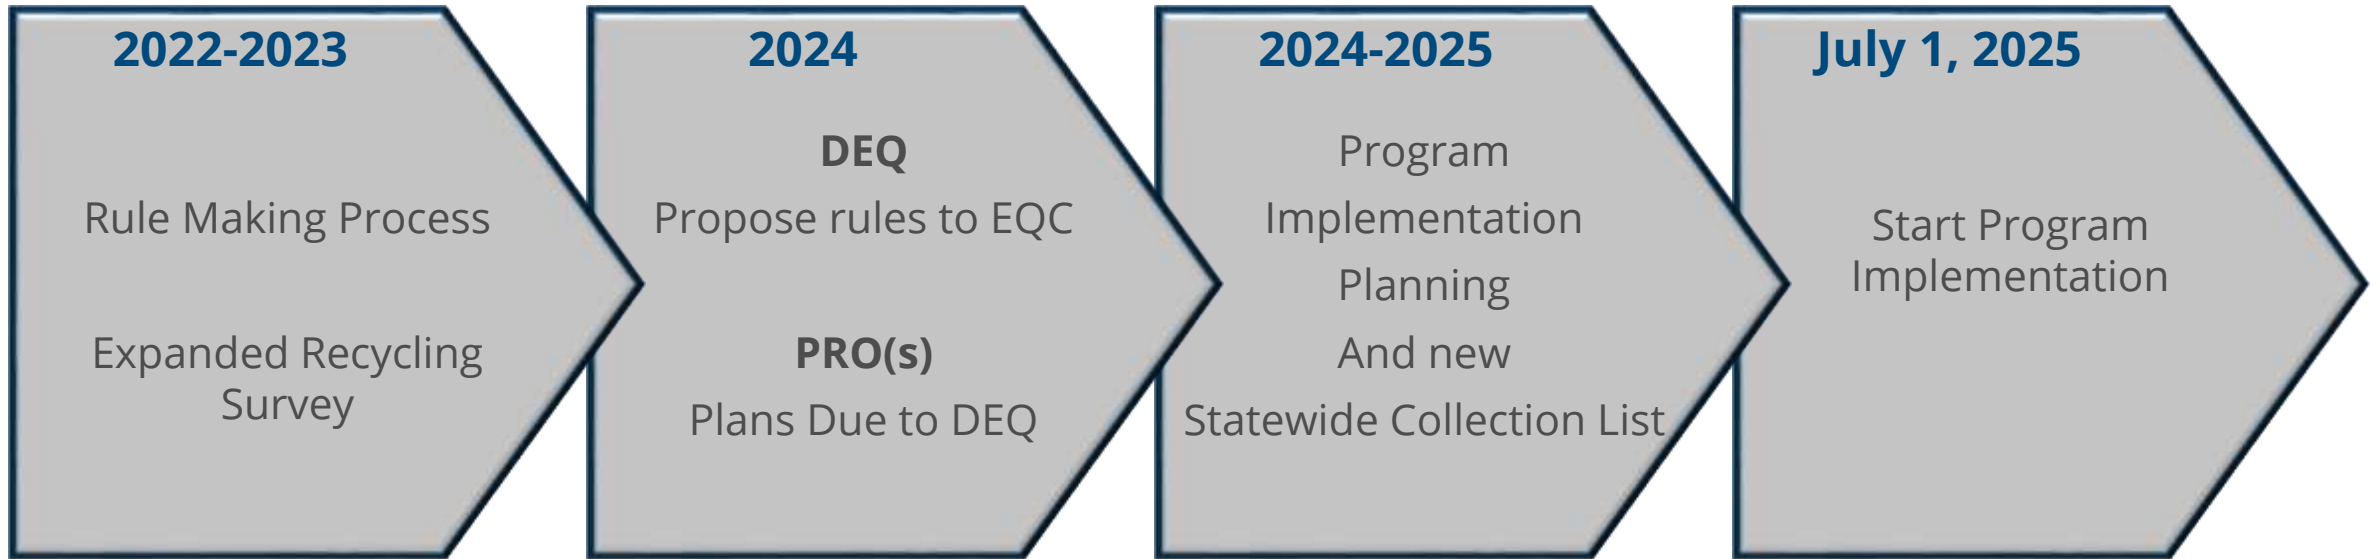 2022-2023
Rule Making Process
Expanded Recycling
Survey
2024
DEQ
Propose rules to EQC
PRO(s)
Plans Due to DEQ
2024-2025
Program
Implementation
Planning
And new
Statewide Collection List
July 1, 2025
Start Program
Implementation